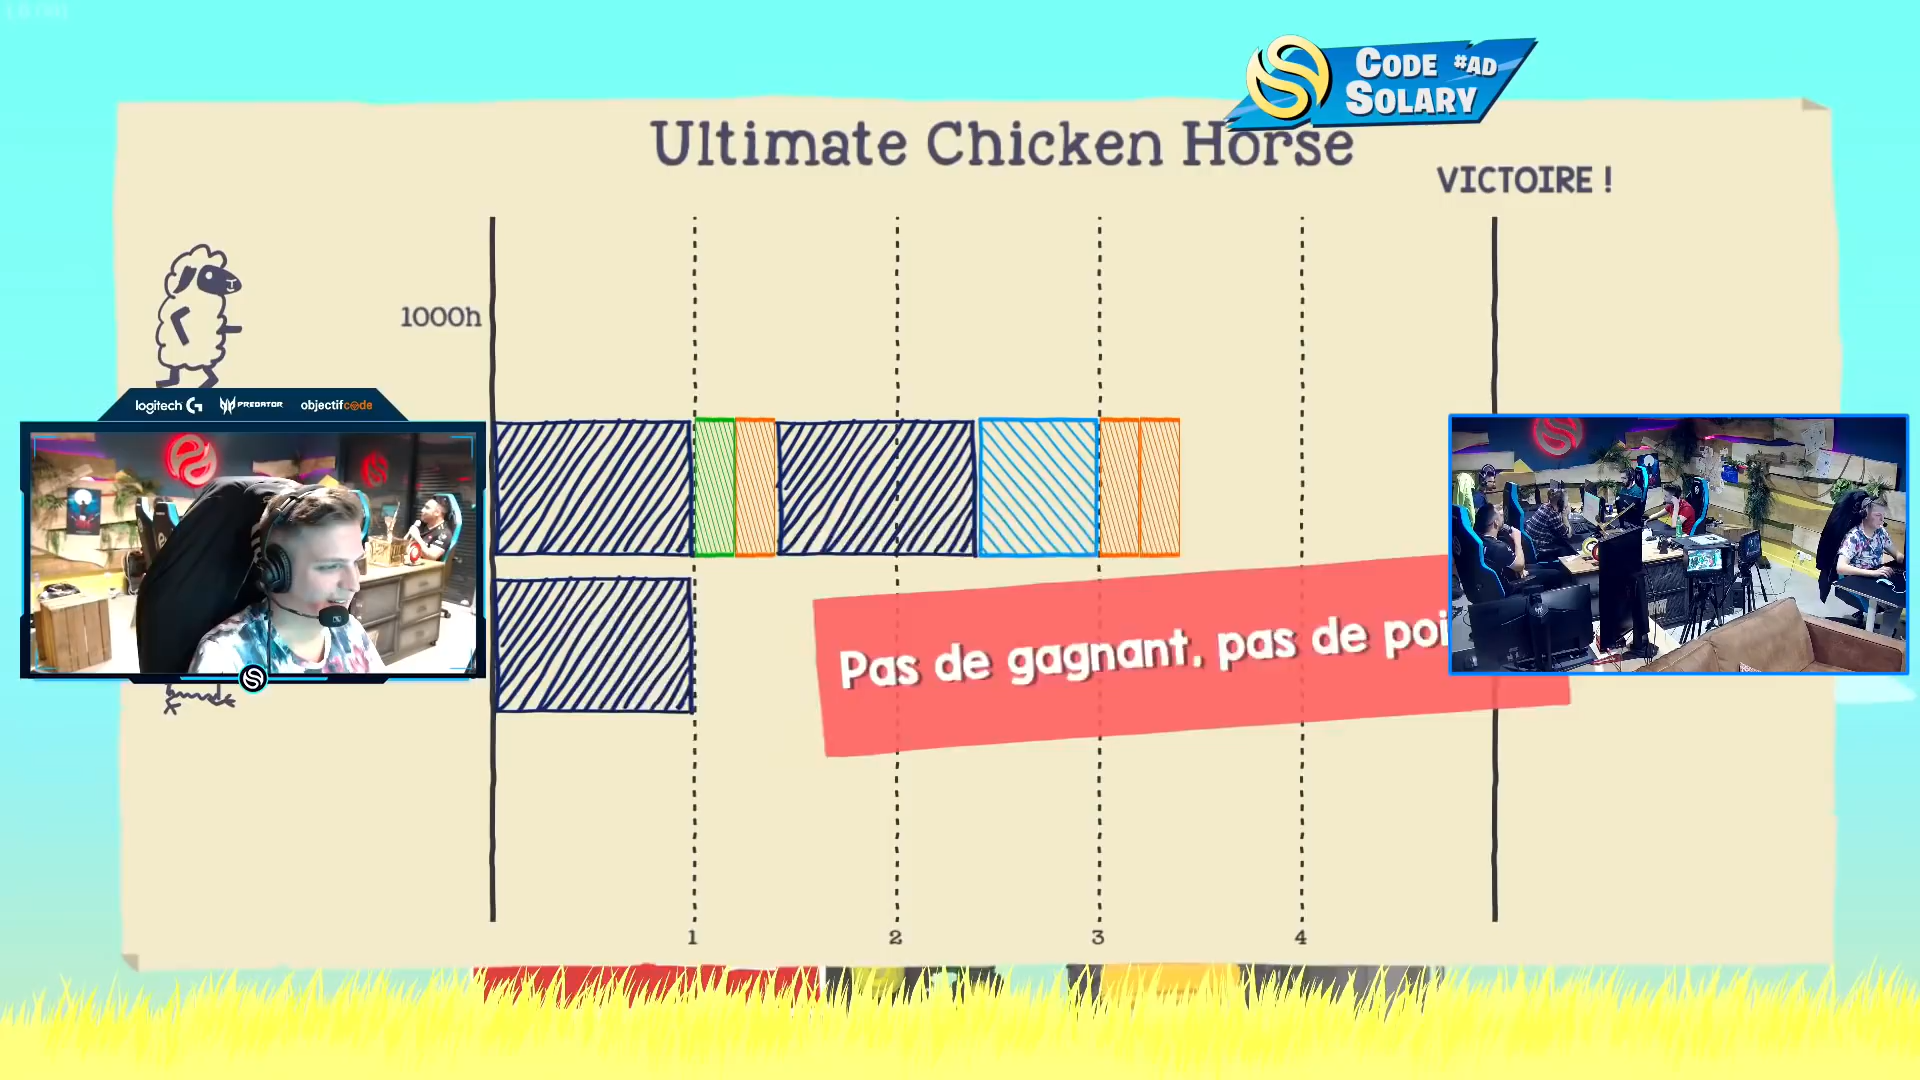 CODE #AD
SOLARY
Ultimate Chicken Horse
VICTOIRE !
1000h
logitech G
PREDATOR
objectifcode
Pas de gagnant, pas de poi
1
2
3
4